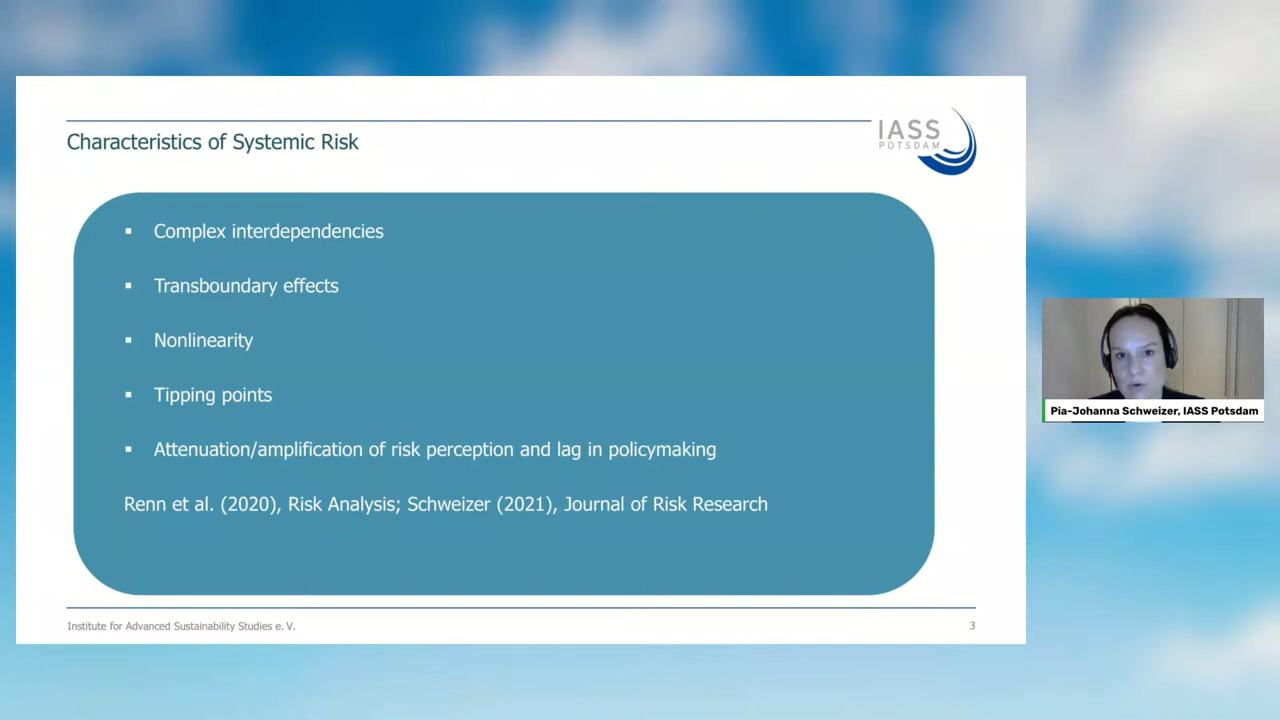 Characteristics of Systemic Risk
IASS
POTSDAM
▪ Complex interdependencies
▪ Transboundary effects
▪ Nonlinearity
▪ Tipping points
▪ Attenuation/amplification of risk perception and lag in policymaking
Renn et al. (2020), Risk Analysis; Schweizer (2021), Journal of Risk Research
Institute for Advanced Sustainability Studies e. V.
3
Pia-Johanna Schweizer, IASS Potsdam